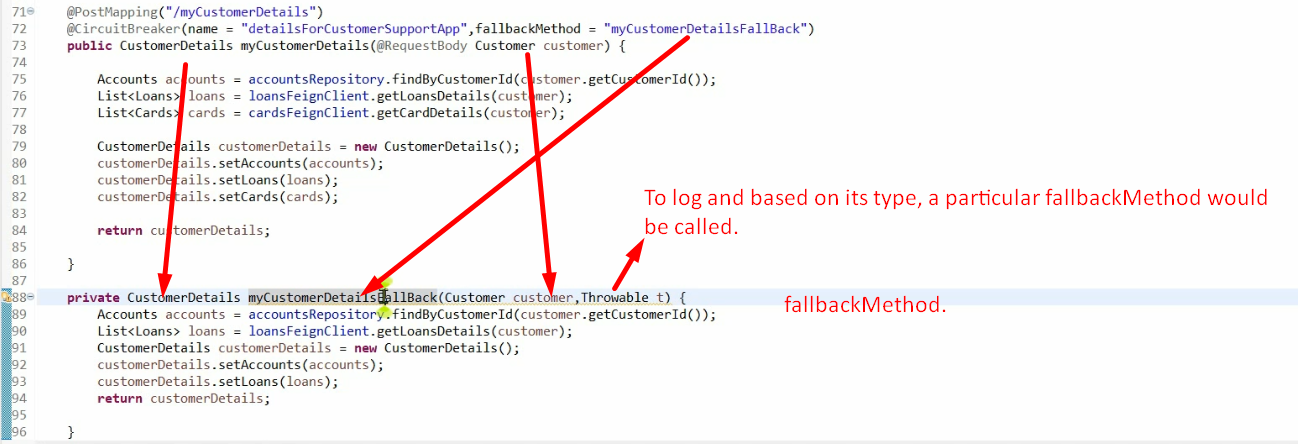 71 @PostMapping("/myCustomerDetails")
72 @CircuitBreaker(name = "detailsForCustomerSupportApp",fallbackMethod = "myCustomerDetailsFallBack")
73 public CustomerDetails myCustomerDetails(@RequestBody Customer customer) {
74
75 Accounts accounts = accountsRepository.findByCustomerId(customer.getCustomerId());
76 List<Loans> loans = loansFeignClient.getLoansDetails(customer);
77 List<Cards> cards = cardsFeignClient.getCardDetails(customer);
78
79 CustomerDetails customerDetails = new CustomerDetails();
80 customerDetails.setAccounts(accounts);
81 customerDetails.setLoans(loans);
82 customerDetails.setCards(cards);
83
84 return customerDetails;
85
86 }
87
To log and based on its type, a particular fallbackMethod would
be called.
88 private CustomerDetails myCustomerDetailsFallBack(Customer customer,Throwable t) {
fallbackMethod.
89 Accounts accounts = accountsRepository.findByCustomerId(customer.getCustomerId());
90 List<Loans> loans = loansFeignClient.getLoansDetails(customer);
91 CustomerDetails customerDetails = new CustomerDetails();
92 customerDetails.setAccounts(accounts);
93 customerDetails.setLoans(loans);
94 return customerDetails;
95
96 }